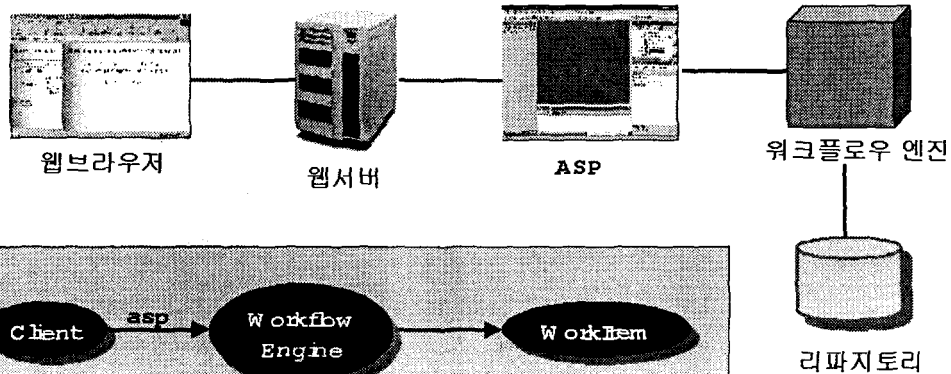 웹브라우저
웹서버
ASP
워크플로우 엔진
Client
asp
Workflow
Engine
WorkItem
리파지토리